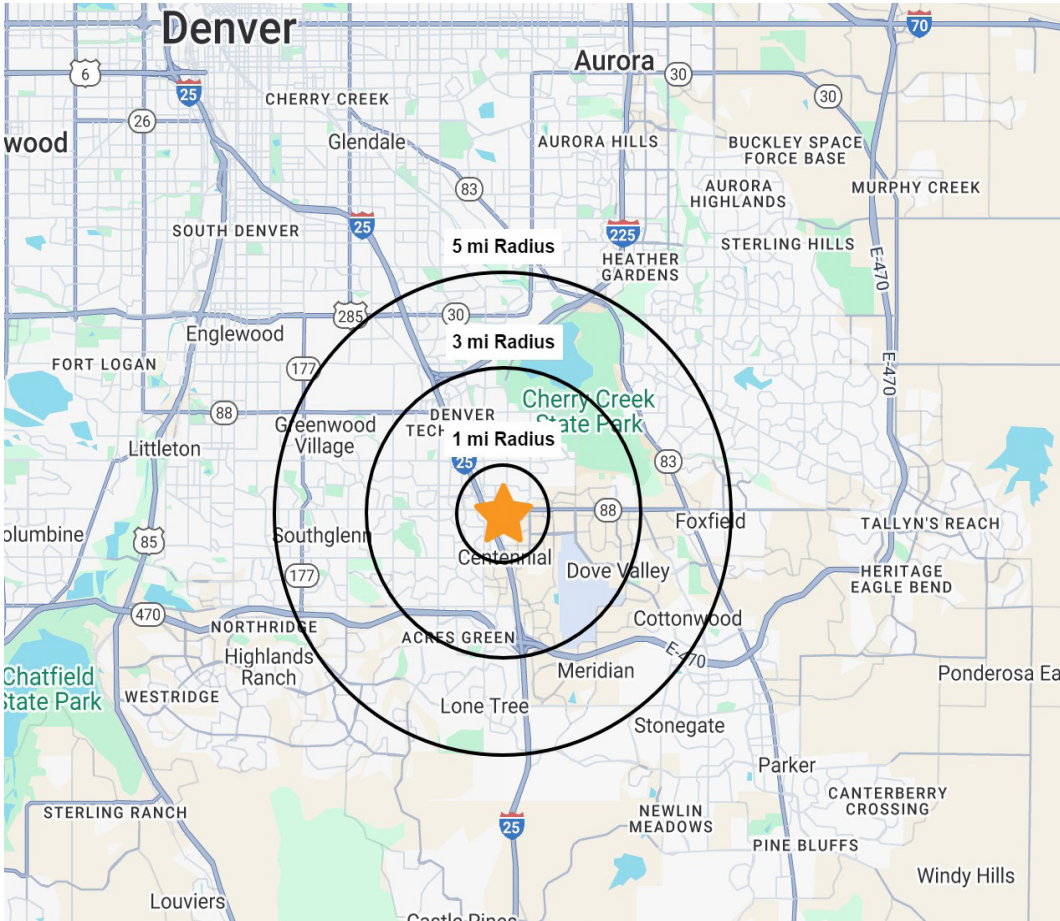 Denver
70
Aurora
6
30
25
CHERRY CREEK
30
26
wood
Glendale
AURORA HILLS
BUCKLEY SPACE
FORCE BASE
83
AURORA
HIGHLANDS
MURPHY CREEK
SOUTH DENVER
25
225
5 mi Radius
STERLING HILLS
HEATHER
GARDENS
E-470
285
30
Englewood
3 mi Radius
FORT LOGAN
177
E-470
88
Cherry Creek
State Park
DENVER
TECH
Greenwood
Village
1 mi Radius
Littleton
25
83
88
Foxfield
TALLYN'S REACH
olumbine
85
Southglenn
Centennial
Dove Valley
177
HERITAGE
EAGLE BEND
470
NORTHRIDGE
ACRES GREEN
Cottonwood
E-470
Highlands
Ranch
Meridian
Chatfield
State Park
Ponderosa Ea
WESTRIDGE
Lone Tree
Stonegate
Parker
CANTERBERRY
CROSSING
STERLING RANCH
25
NEWLIN
MEADOWS
PINE BLUFFS
Windy Hills
Louviers
Castle Pines